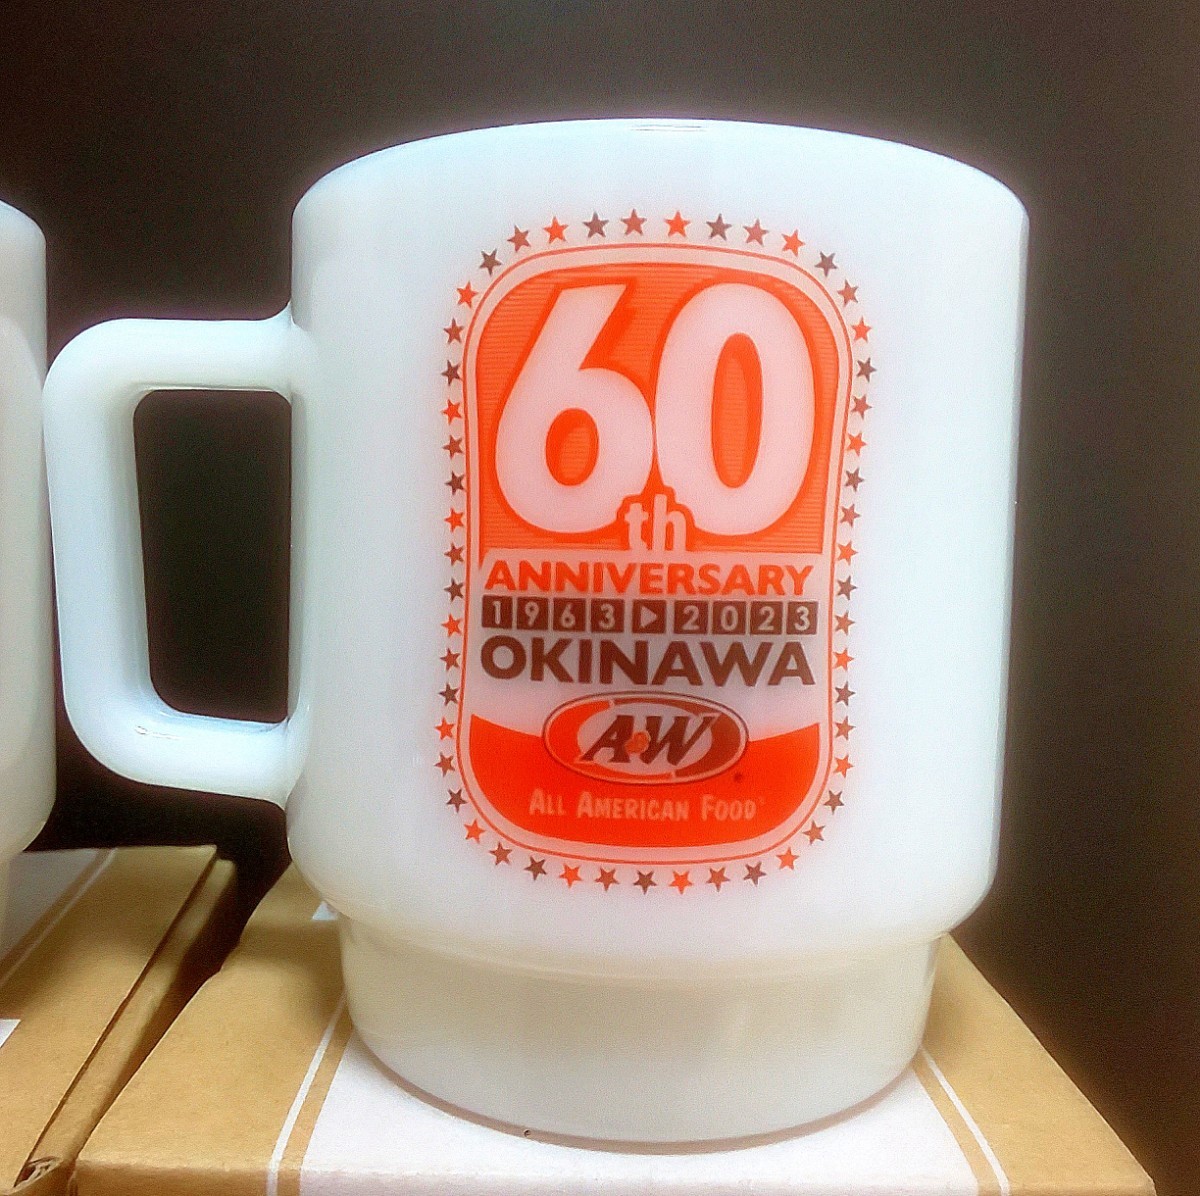 60
th
ANNIVERSARY
1963▶2023
OKINAWA
A&W®
ALL AMERICAN FOOD®